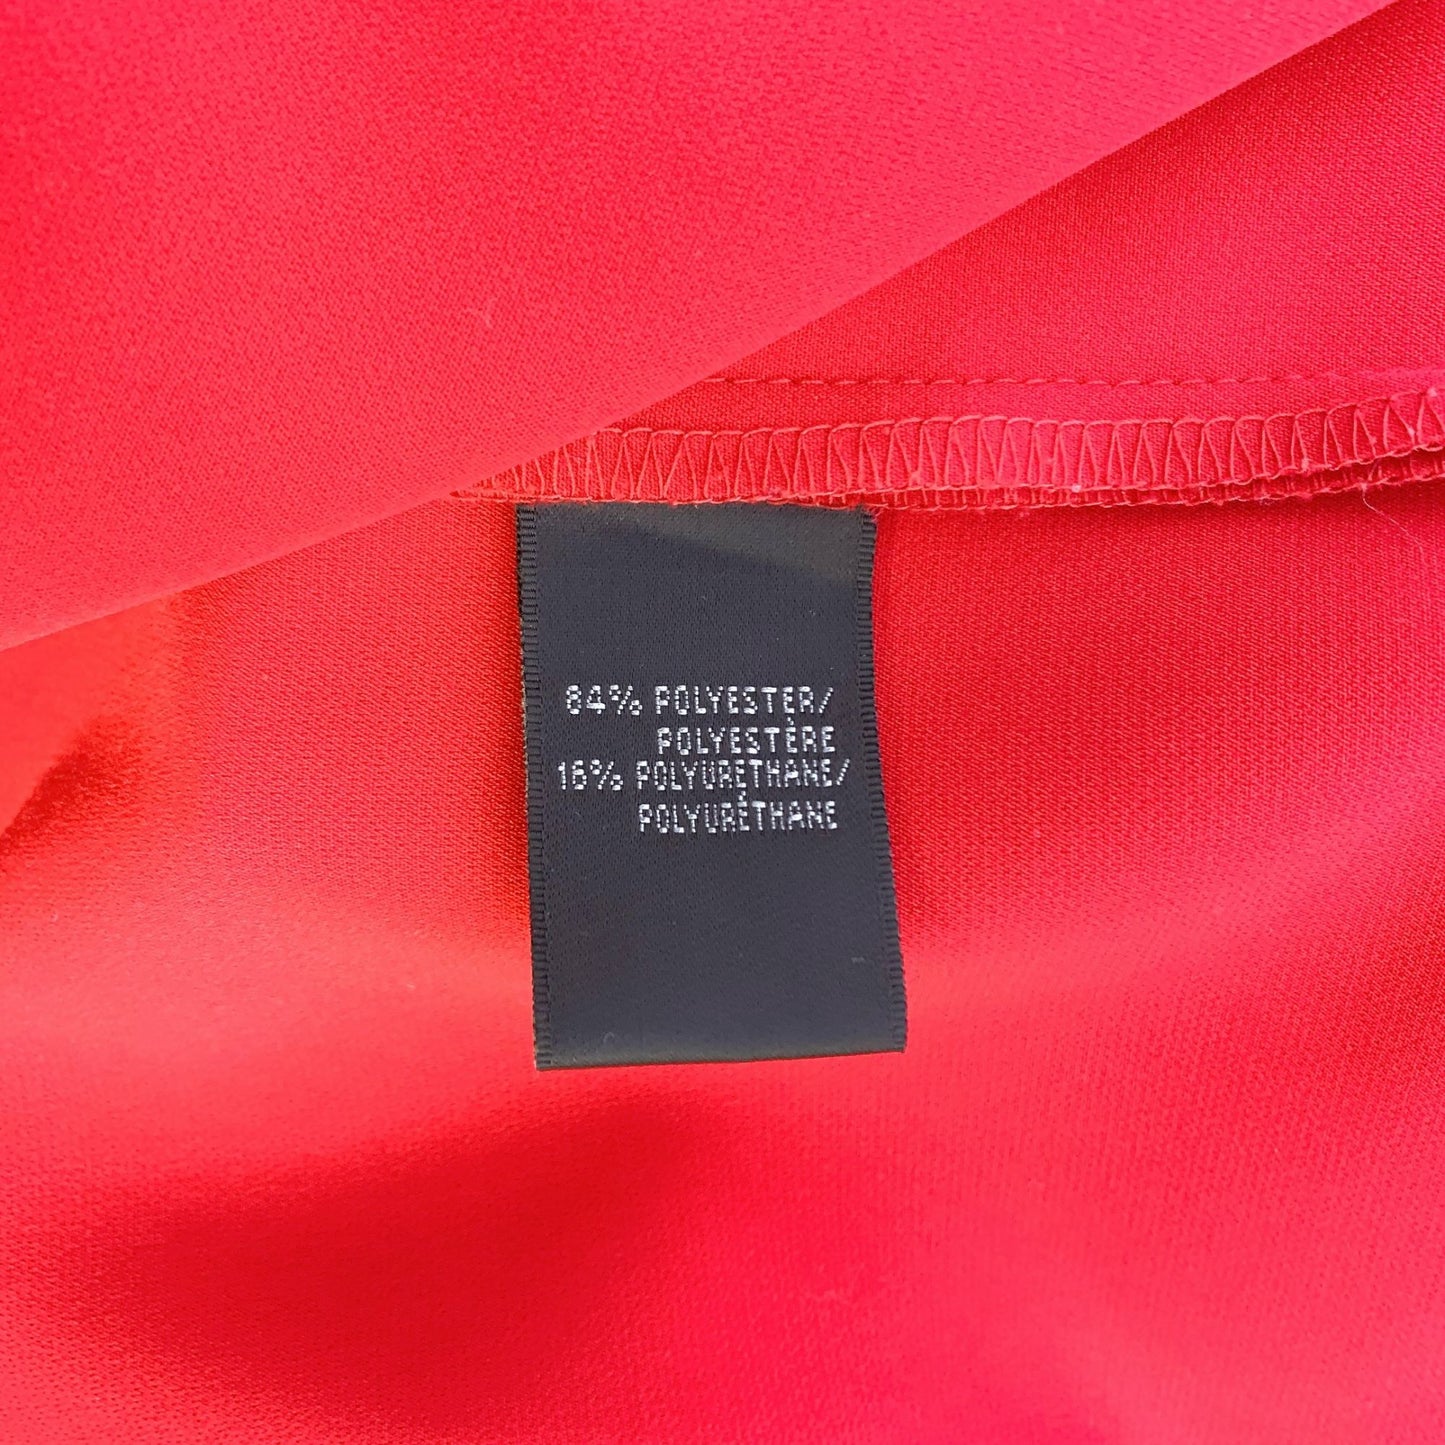 84% POLYESTER/
POLYESTÈRE
16% POLYURETHANE/
POLYURÉTHANE